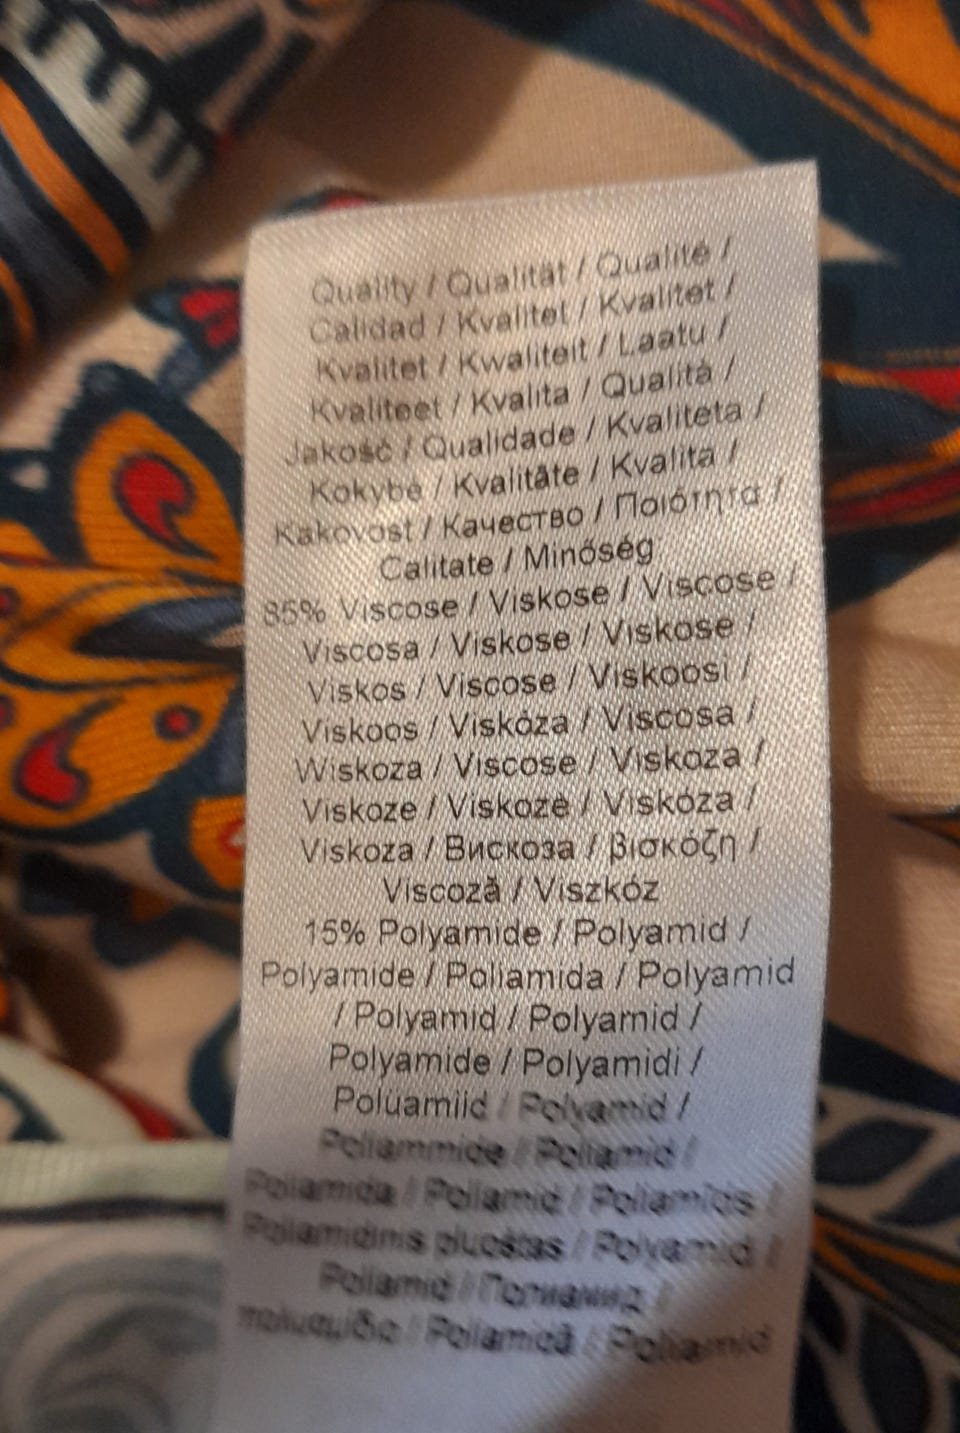 Quality / Qualität / Qualité /
Calidad / Kvalitet / Kvalitet /
Kvalitet / Kwaliteit / Laatu /
Kvaliteet / Kvalita / Qualità /
Jakość / Qualidade / Kvaliteta /
Kokybė / Kvalitāte / Kvalita /
Kakovost / Качество / Ποιότητα /
Calitate / Minőség
85% Viscose / Viskose / Viscose /
Viscosa / Viskose / Viskose /
Viskos / Viscose / Viskoosi /
Viskoos / Viskóza / Viscosa /
Wiskoza / Viscose / Viskoza /
Viskoze / Viskoze / Viskóza /
Viskoza / Вискоза / βισκόζη /
Viscoză / Viszkóz
15% Polyamide / Polyamid /
Polyamide / Poliamida / Polyamid
/ Polyamid / Polyamid /
Polyamide / Polyamidi /
Poluamiid / Polyamid /
Poliammide / Poliamid /
Poliamida / Poliamid / Poliamīds /
Poliamidinis pluoštas / Polyamid /
Poliamid / Полиамид /
πολυαμίδιο / Poliamidă / Poliamid